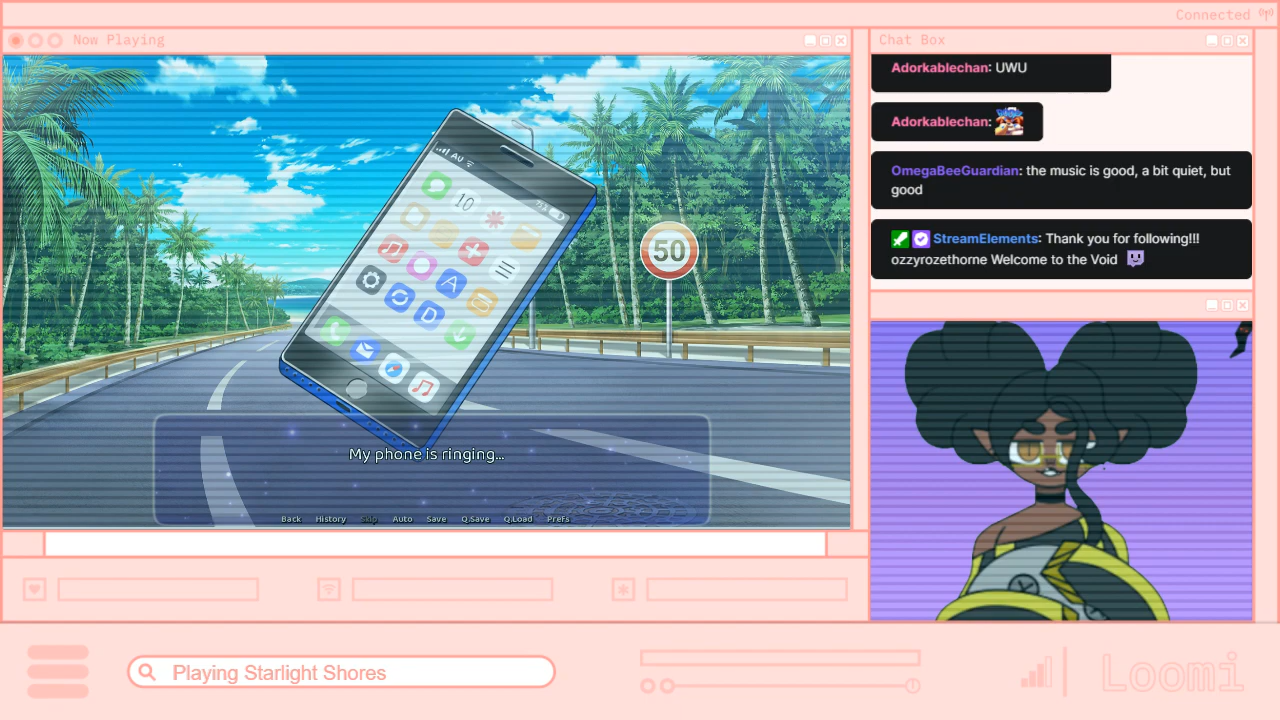 Connected
Now Playing
Chat Box
Adorkablechan: UWU
Adorkablechan:
OmegaBeeGuardian: the music is good, a bit quiet, but
good
StreamElements: Thank you for following!!!
ozzyrozethorne Welcome to the Void
AU
10
A
D
50
My phone is ringing...
Back History Skip Auto Save Q.Save Q.Load Prefs
Playing Starlight Shores
Loomi